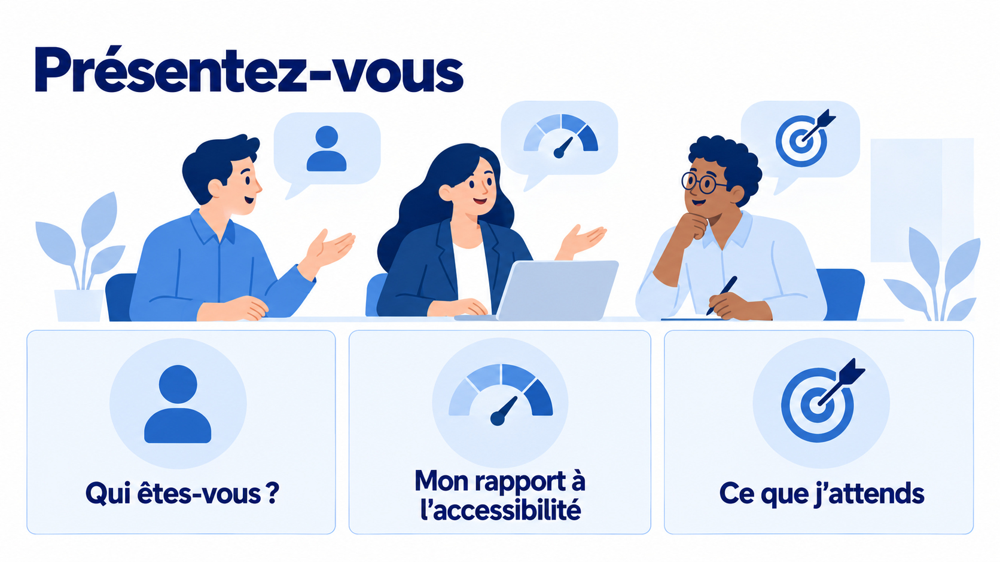 Présentez-vous
Qui êtes-vous ?
Mon rapport à
l’accessibilité
Ce que j’attends